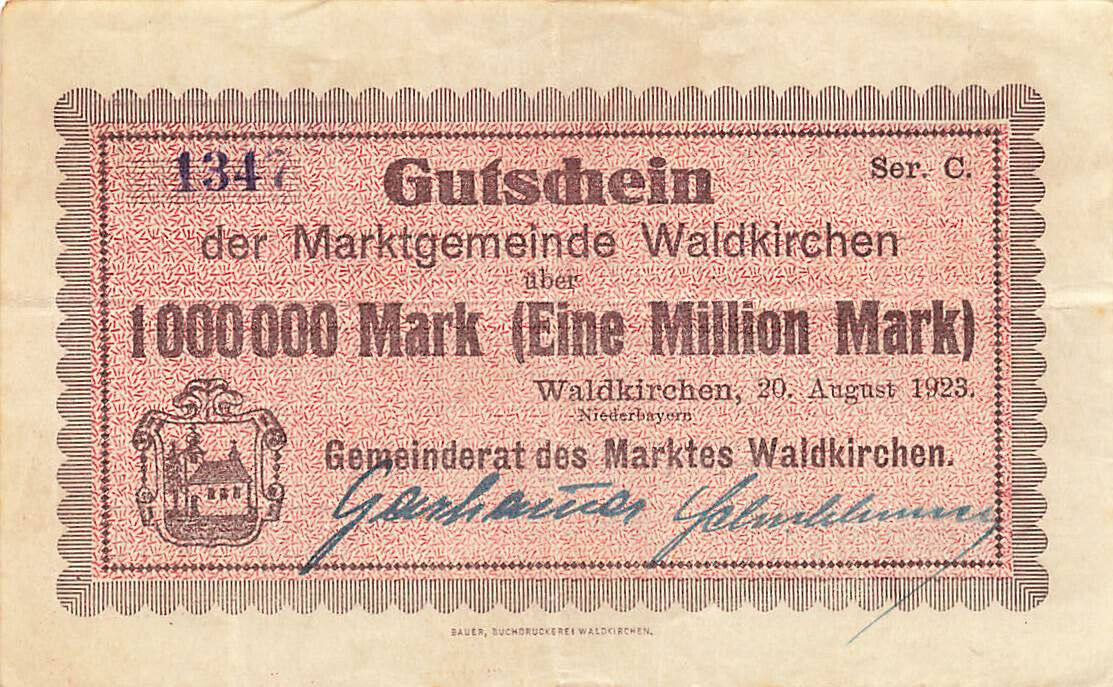 1347
Gutschein
Ser. C.
der Marktgemeinde Waldkirchen
über
1000000 Mark (Eine Million Mark)
Waldkirchen, 20. August 1923.
Niederbayern
Gemeinderat des Marktes Waldkirchen.
BAUER, BUCHDRUCKEREI WALDKIRCHEN.